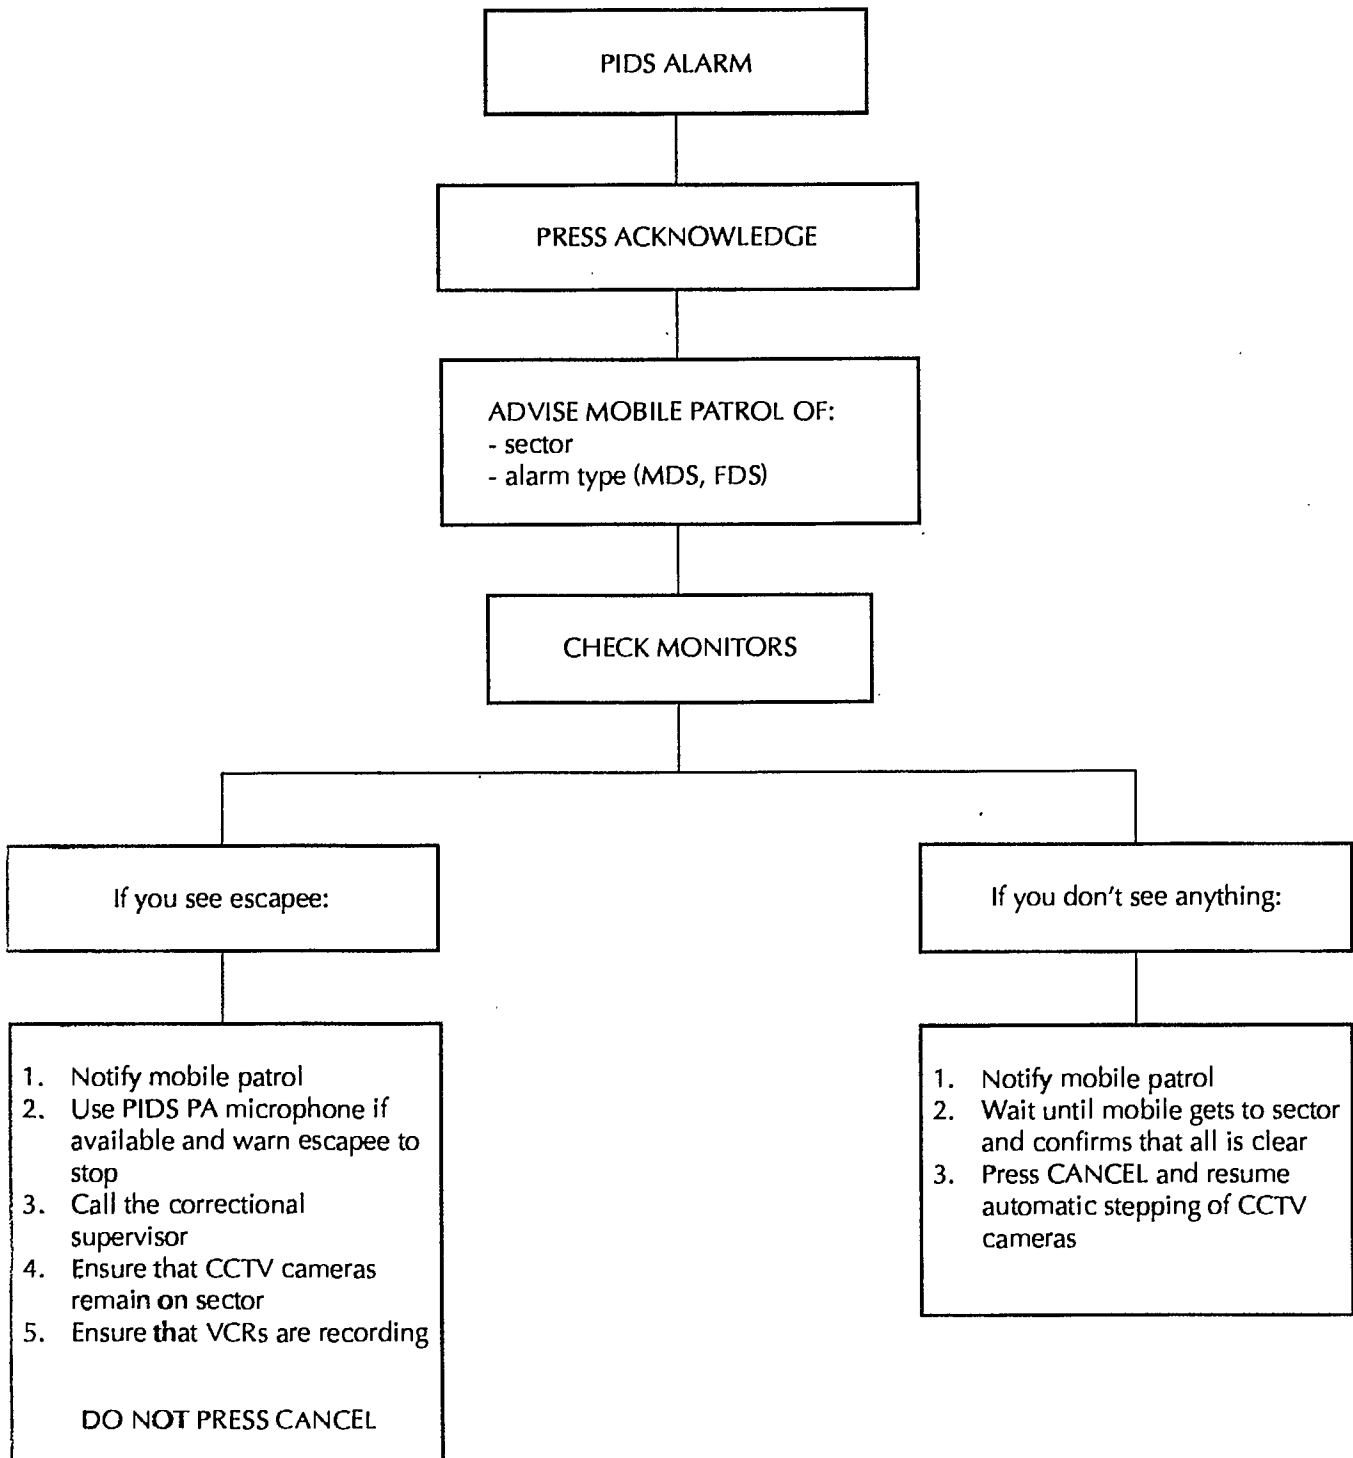 PIDS ALARM
PRESS ACKNOWLEDGE
ADVISE MOBILE PATROL OF:
- sector
- alarm type (MDS, FDS)
CHECK MONITORS
If you see escapee:
1. Notify mobile patrol
2. Use PIDS PA microphone if
available and warn escapee to
stop
3. Call the correctional
supervisor
4. Ensure that CCTV cameras
remain on sector
5. Ensure that VCRs are recording
DO NOT PRESS CANCEL
If you don't see anything:
1. Notify mobile patrol
2. Wait until mobile gets to sector
and confirms that all is clear
3. Press CANCEL and resume
automatic stepping of CCTV
cameras